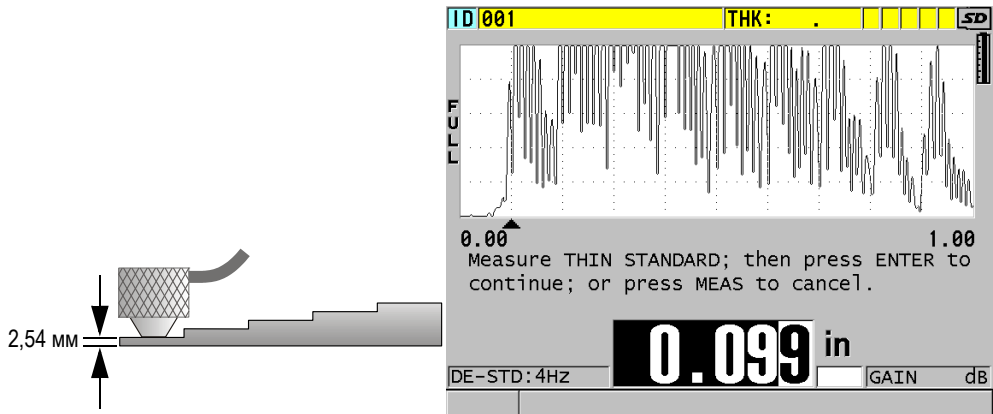 2,54 мм
ID 001 THK: . SD
FULL
0.00 1.00
Measure THIN STANDARD; then press ENTER to
continue; or press MEAS to cancel.
0.099 in
DE-STD:4Hz GAIN dB